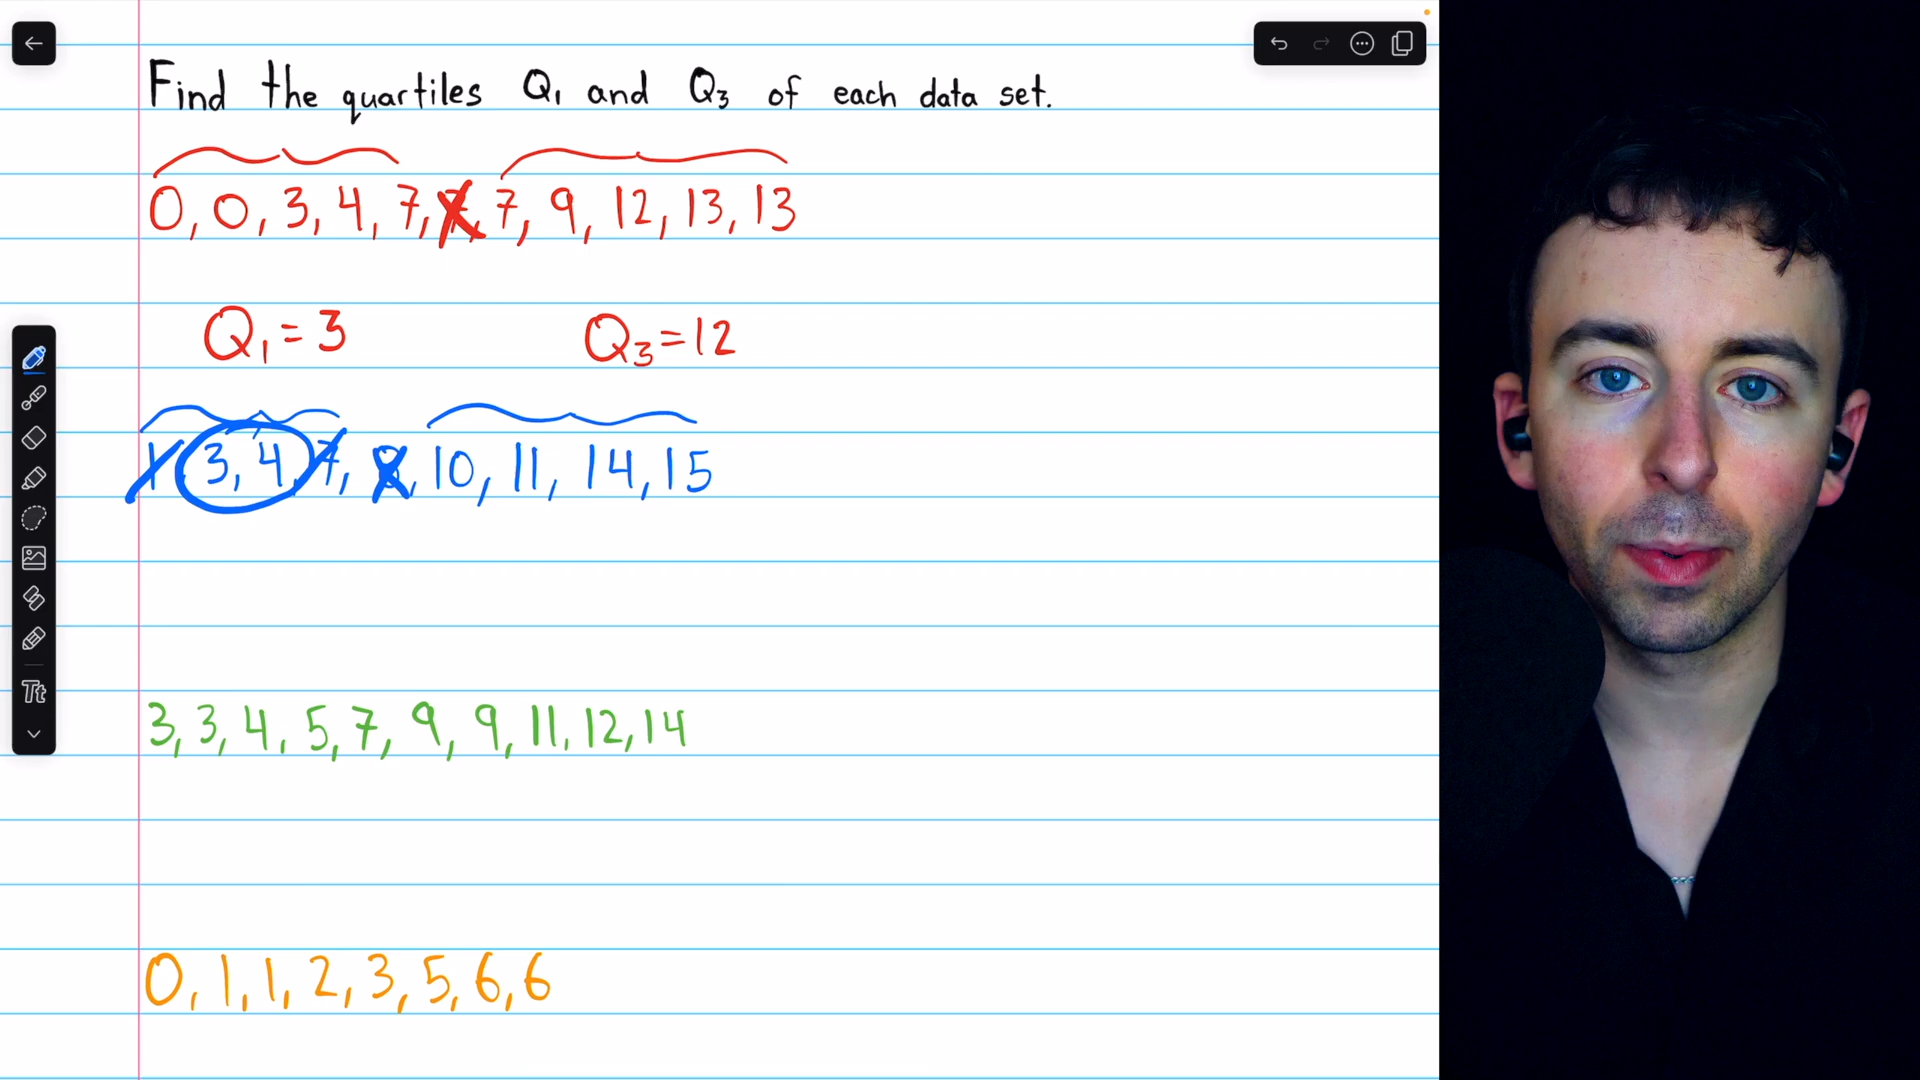 Find the quartiles Q₁ and Q₃ of each data set.
0, 0, 3, 4, 7, 7, 9, 12, 13, 13
Q₁ = 3 Q₃ = 12
1, 3, 4, 7, 8, 10, 11, 14, 15
3, 3, 4, 5, 7, 9, 9, 11, 12, 14
0, 1, 1, 2, 3, 5, 6, 6
Tt